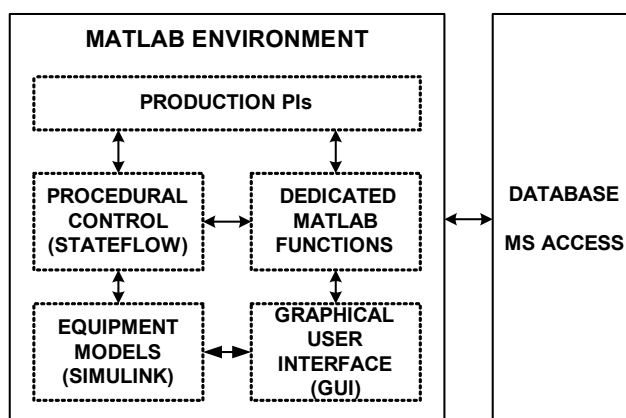 MATLAB ENVIRONMENT
PRODUCTION PIs
PROCEDURAL
CONTROL
(STATEFLOW)
DEDICATED
MATLAB
FUNCTIONS
EQUIPMENT
MODELS
(SIMULINK)
GRAPHICAL
USER
INTERFACE
(GUI)
DATABASE
MS ACCESS